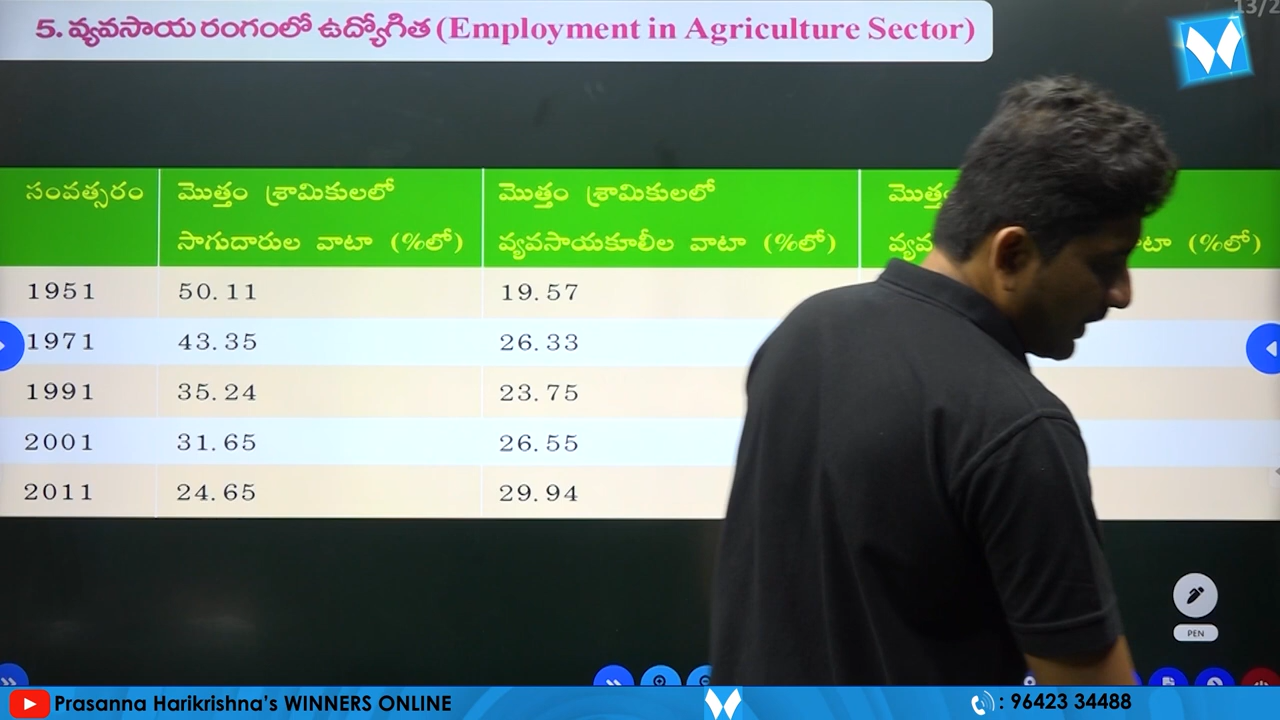 13/2
5. వ్యవసాయ రంగంలో ఉద్యోగిత (Employment in Agriculture Sector)
సంవత్సరం మొత్తం శ్రామికులలో సాగుదారుల వాటా (%లో) మొత్తం శ్రామికులలో వ్యవసాయకూలీల వాటా (%లో) (%లో)
1951 50.11 19.57
1971 43.35 26.33
1991 35.24 23.75
2001 31.65 26.55
2011 24.65 29.94
PEN
Prasanna Harikrishna's WINNERS ONLINE
: 96423 34488